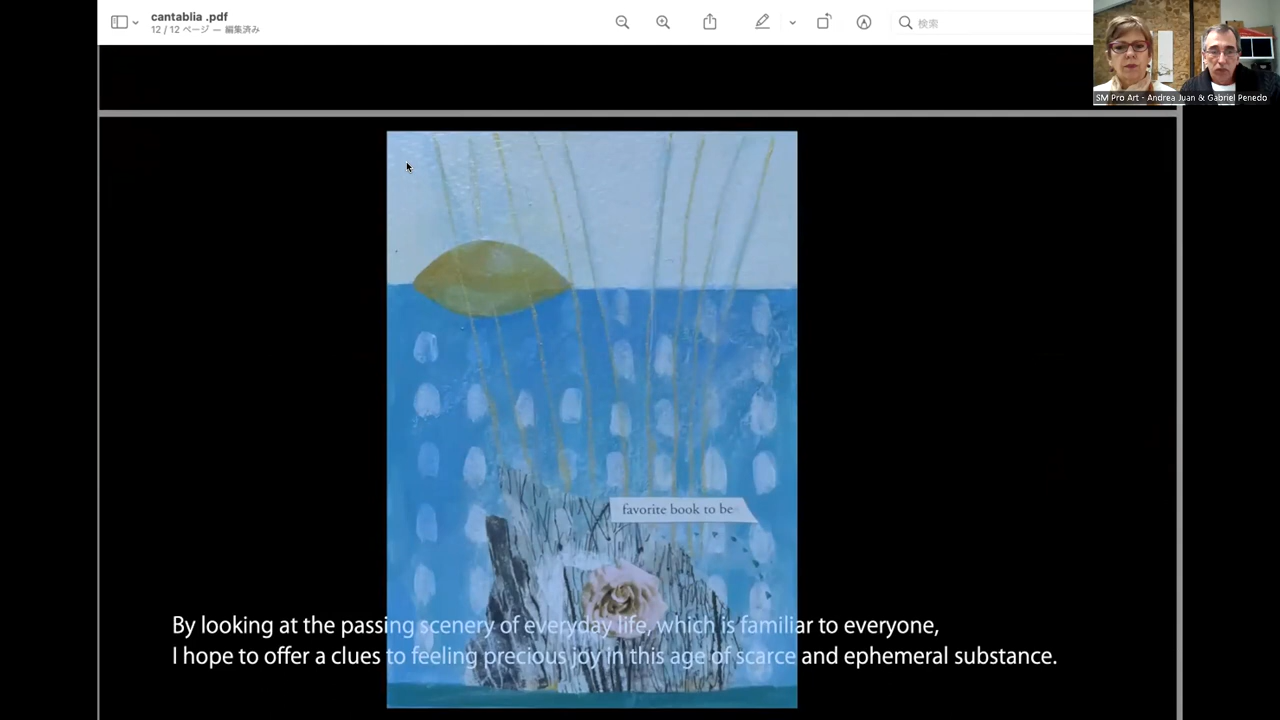 cantablia .pdf
12 / 12 ページ — 編集済み
検索
SM Pro Art - Andrea Juan & Gabriel Penedo
favorite book to be
By looking at the passing scenery of everyday life, which is familiar to everyone,
I hope to offer a clues to feeling precious joy in this age of scarce and ephemeral substance.